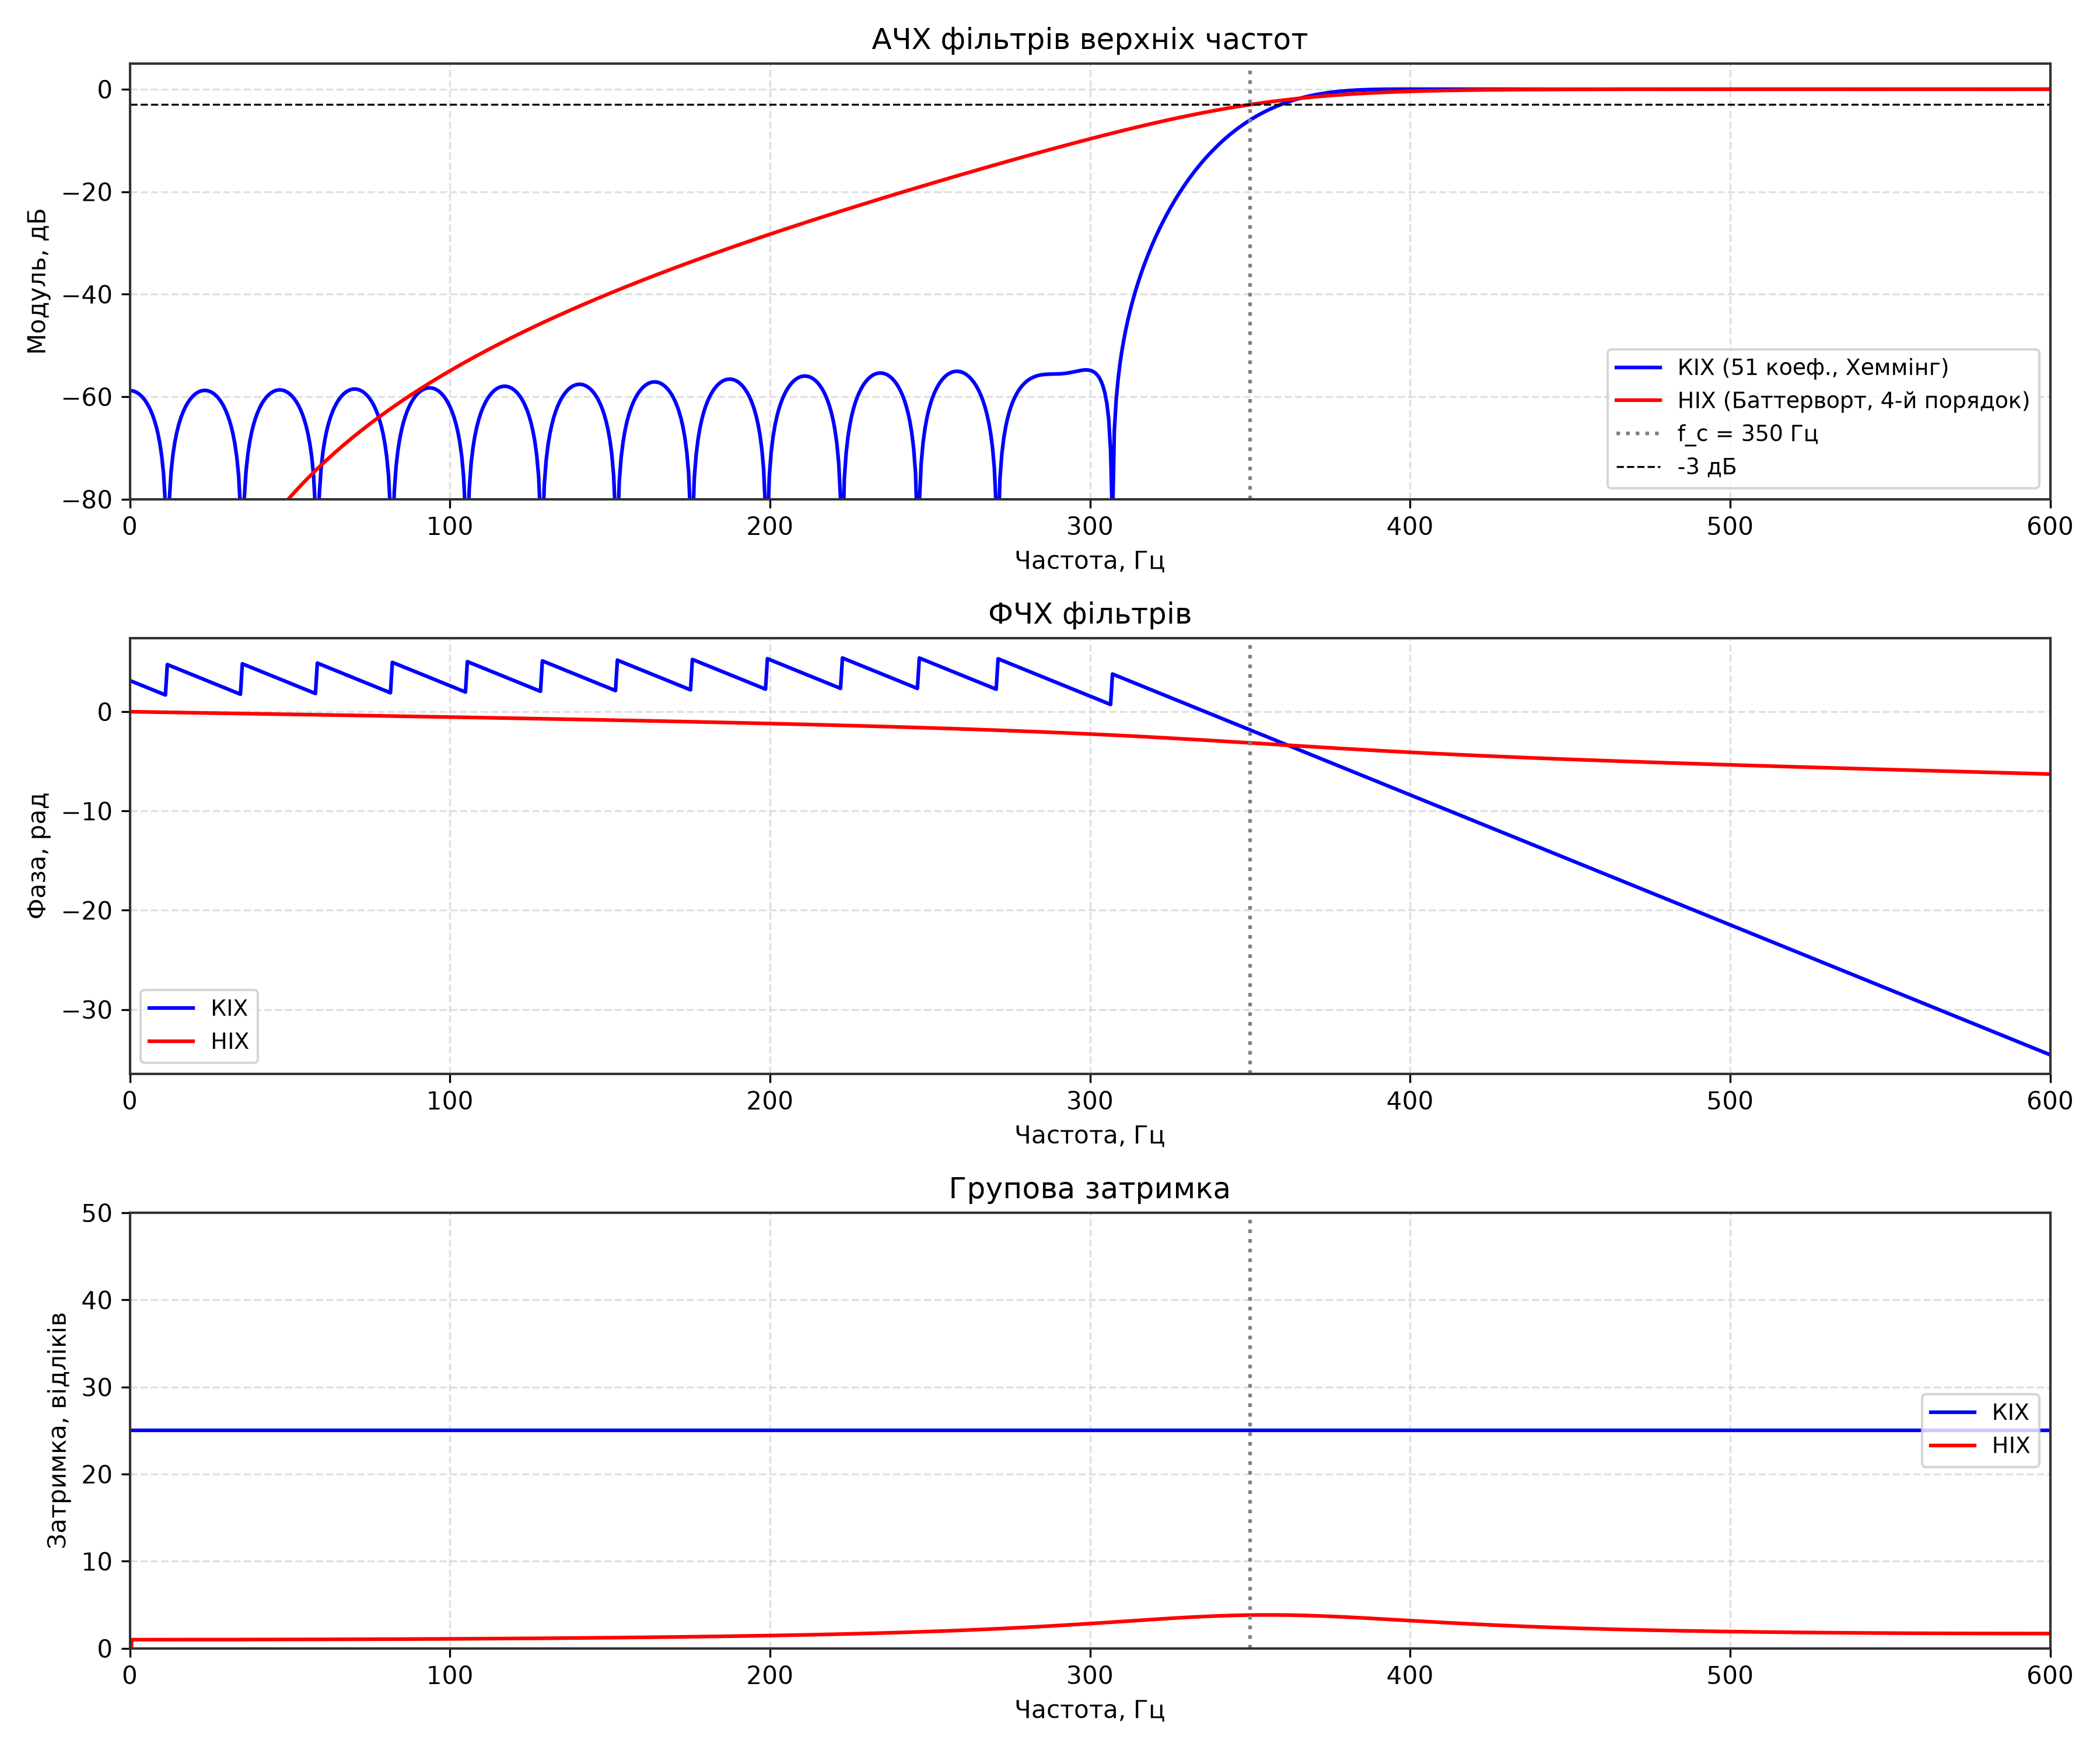 АЧХ фільтрів верхніх частот
Модуль, дБ
0
−20
−40
−60
−80
КІХ (51 коеф., Хеммінг)
НІХ (Баттерворт, 4-й порядок)
f_c = 350 Гц
-3 дБ
0 100 200 300 400 500 600
Частота, Гц
ФЧХ фільтрів
Фаза, рад
0
−10
−20
−30
КІХ
НІХ
0 100 200 300 400 500 600
Частота, Гц
Групова затримка
Затримка, відліків
50
40
30
20
10
0
КІХ
НІХ
0 100 200 300 400 500 600
Частота, Гц